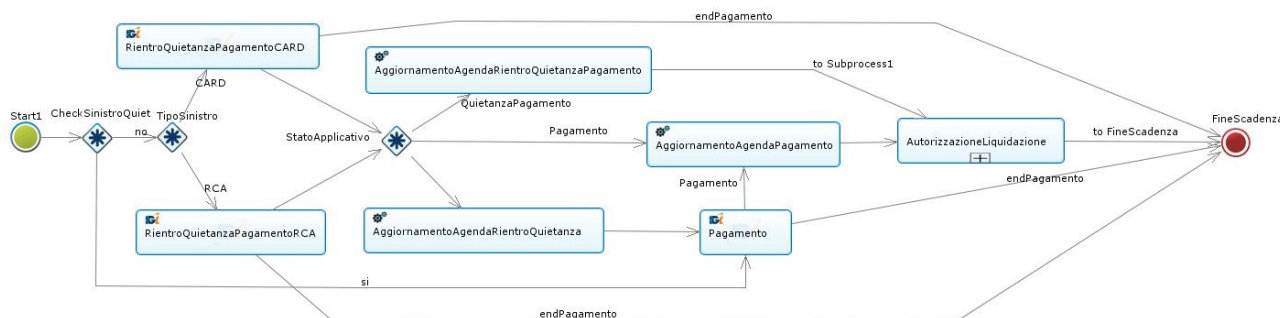 endPagamento
RientroQuietanzaPagamentoCARD
AggiornamentoAgendaRientroQuietanzaPagamento
to Subprocess1
CARD
QuietanzaPagamento
Start1
CheckSinistroQuiet
TipoSinistro
no
StatoApplicativo
Pagamento
AggiornamentoAgendaPagamento
AutorizzazioneLiquidazione
to FineScadenza
FineScadenza
RCA
Pagamento
endPagamento
RientroQuietanzaPagamentoRCA
AggiornamentoAgendaRientroQuietanza
Pagamento
si
endPagamento